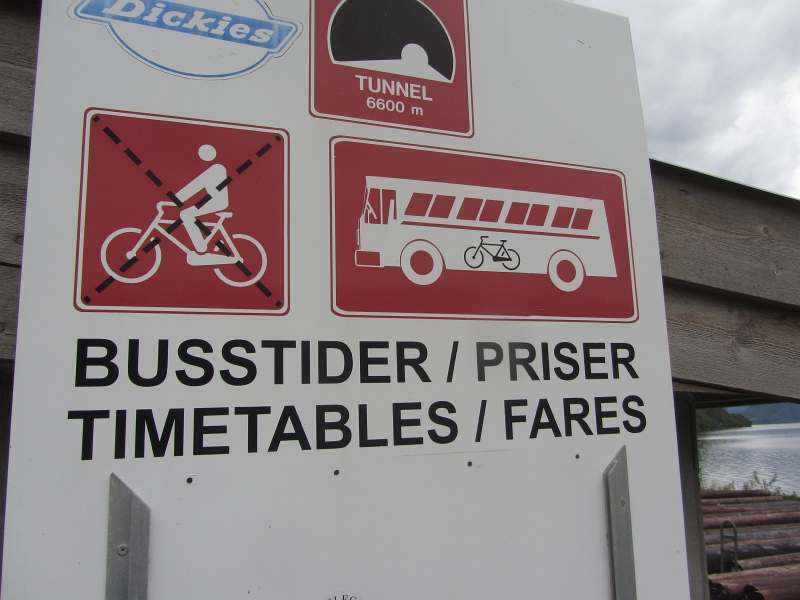 Dickies
TUNNEL
6600 m
BUSSTIDER / PRISER
TIMETABLES / FARES